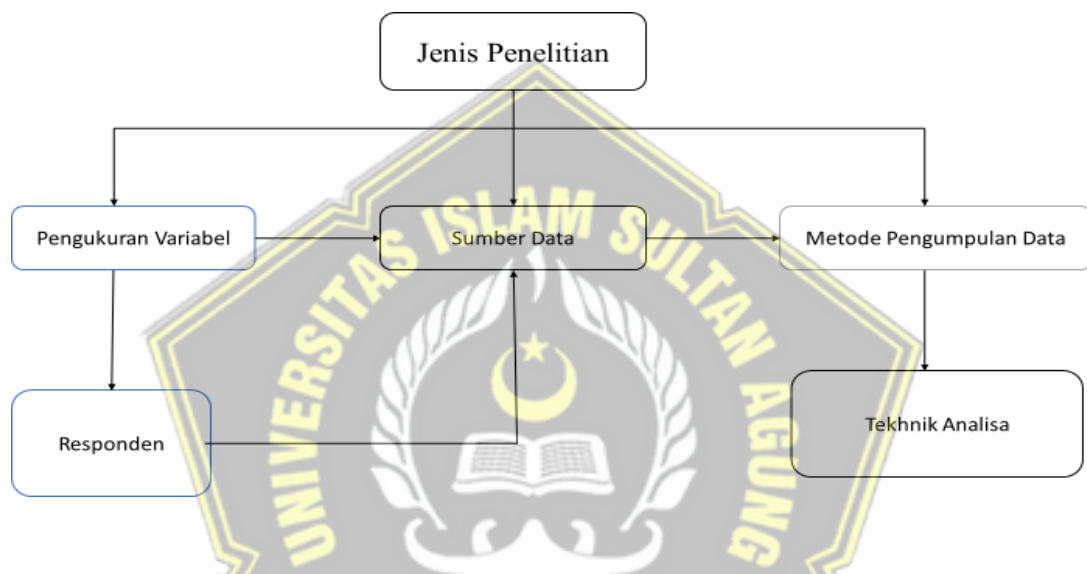 Jenis Penelitian
Pengukuran Variabel
Sumber Data
Metode Pengumpulan Data
Responden
Tekhnik Analisa
UNIVERSITAS ISLAM SULTAN AGUNG